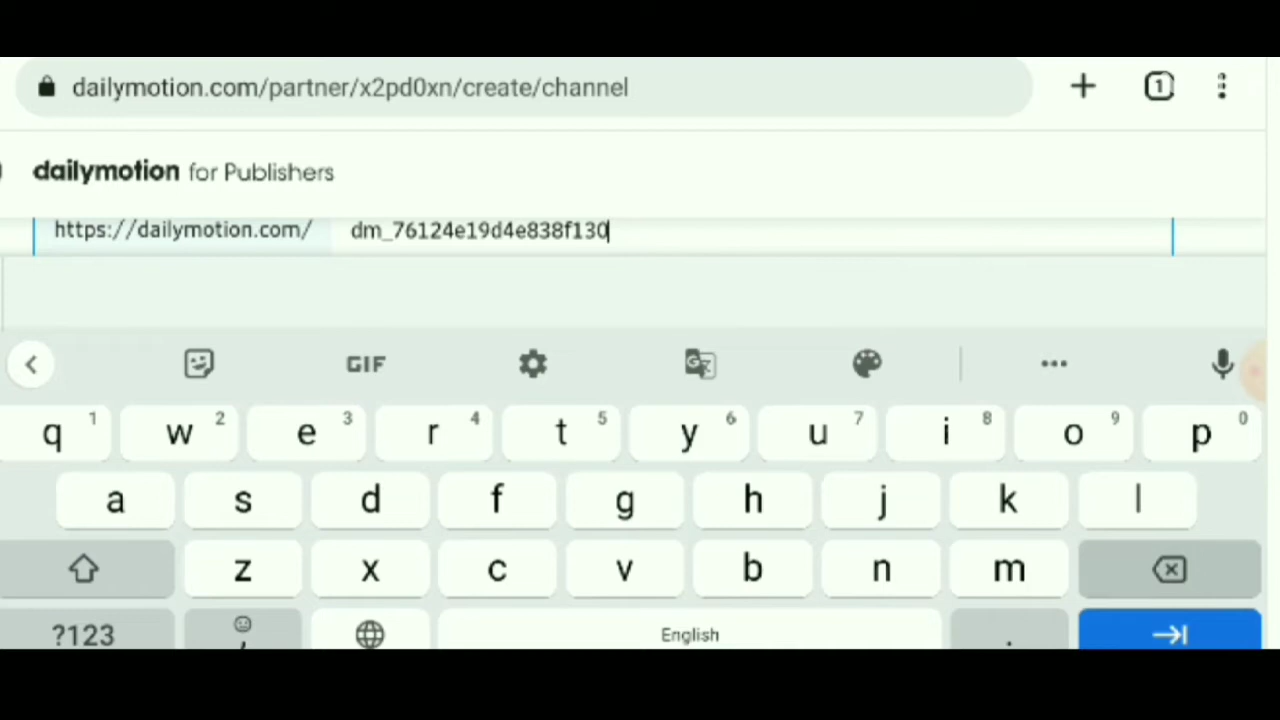 dailymotion.com/partner/x2pd0xn/create/channel
1
dailymotion for Publishers
https://dailymotion.com/ dm_76124e19d4e838f130
GIF
q 1 w 2 e 3 r 4 t 5 y 6 u 7 i 8 o 9 p 0
a s d f g h j k l
z x c v b n m
?123 , English .